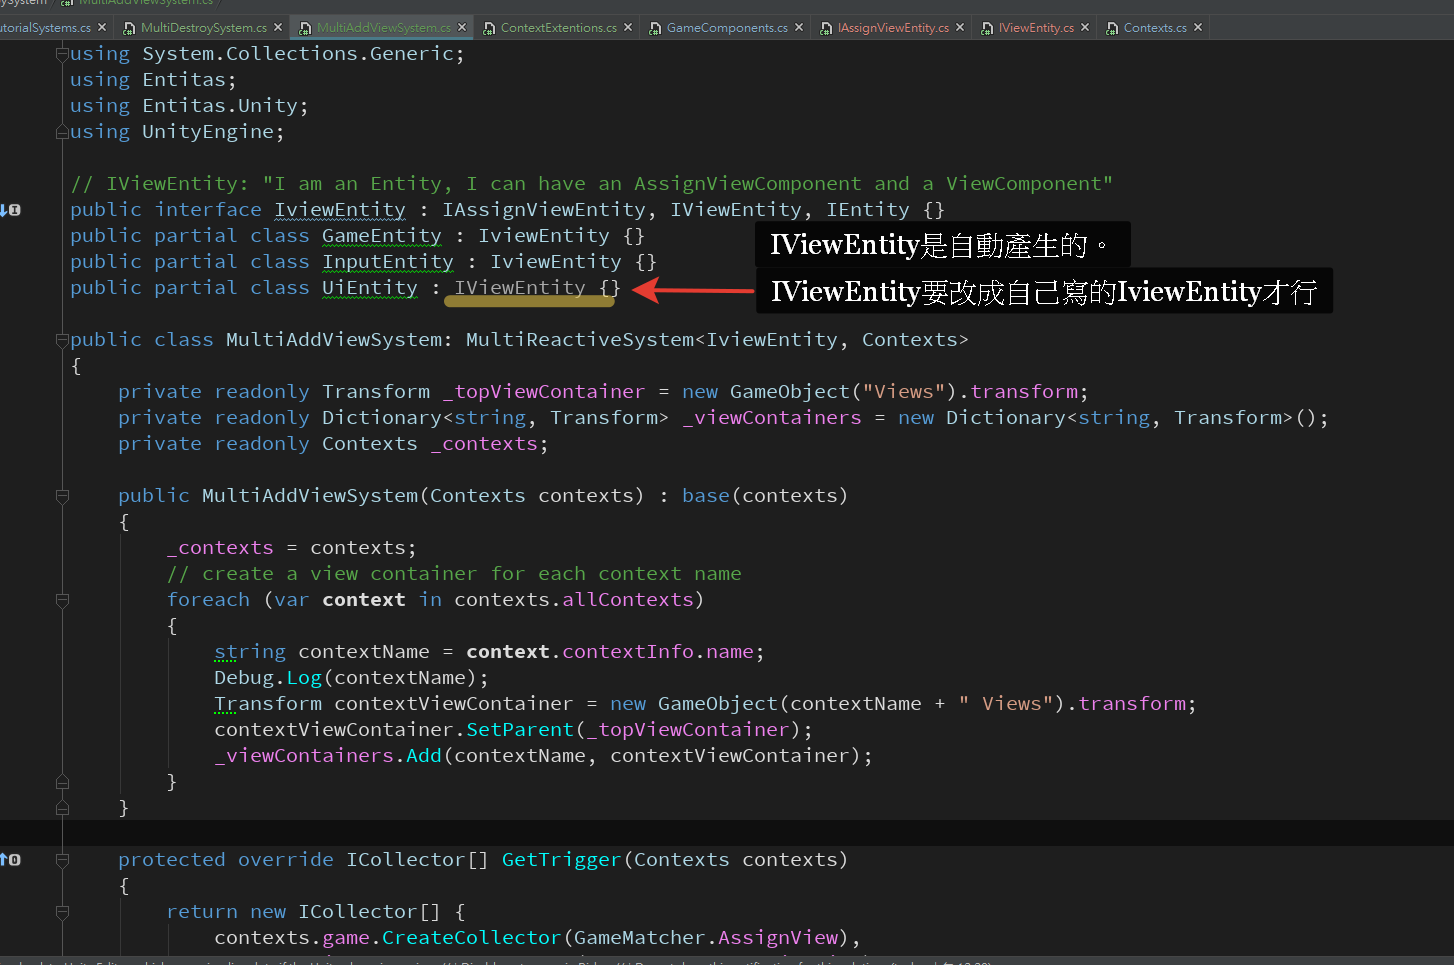 MultiAddViewSystem.cs
utorialSystems.cs MultiDestroySystem.cs MultiAddViewSystem.cs ContextExtentions.cs GameComponents.cs IAssignViewEntity.cs IViewEntity.cs Contexts.cs
using System.Collections.Generic;
using Entitas;
using Entitas.Unity;
using UnityEngine;
// IViewEntity: "I am an Entity, I can have an AssignViewComponent and a ViewComponent"
public interface IviewEntity : IAssignViewEntity, IViewEntity, IEntity {}
public partial class GameEntity : IviewEntity {}
IViewEntity是自動產生的。
public partial class InputEntity : IviewEntity {}
public partial class UiEntity : IViewEntity {}
IViewEntity要改成自己寫的IviewEntity才行
public class MultiAddViewSystem: MultiReactiveSystem<IviewEntity, Contexts>
{
private readonly Transform _topViewContainer = new GameObject("Views").transform;
private readonly Dictionary<string, Transform> _viewContainers = new Dictionary<string, Transform>();
private readonly Contexts _contexts;
public MultiAddViewSystem(Contexts contexts) : base(contexts)
{
_contexts = contexts;
// create a view container for each context name
foreach (var context in contexts.allContexts)
{
string contextName = context.contextInfo.name;
Debug.Log(contextName);
Transform contextViewContainer = new GameObject(contextName + " Views").transform;
contextViewContainer.SetParent(_topViewContainer);
_viewContainers.Add(contextName, contextViewContainer);
}
}
protected override ICollector[] GetTrigger(Contexts contexts)
{
return new ICollector[] {
contexts.game.CreateCollector(GameMatcher.AssignView),